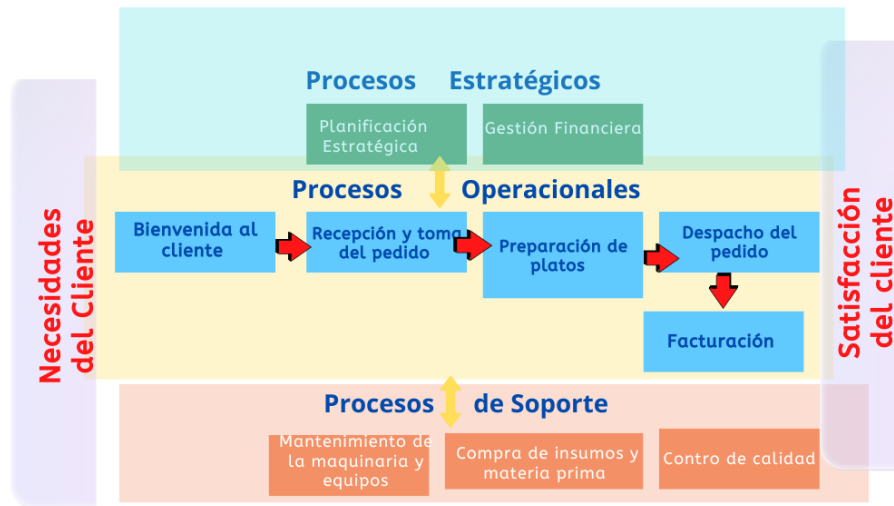 Procesos Estratégicos
Planificación
Estratégica
Gestión Financiera
Necesidades
del Cliente
Procesos Operacionales
Bienvenida al
cliente
Recepción y toma
del pedido
Preparación de
platos
Despacho del
pedido
Facturación
Procesos de Soporte
Mantenimiento de
la maquinaria y
equipos
Compra de insumos y
materia prima
Contro de calidad
Satisfacción
del cliente